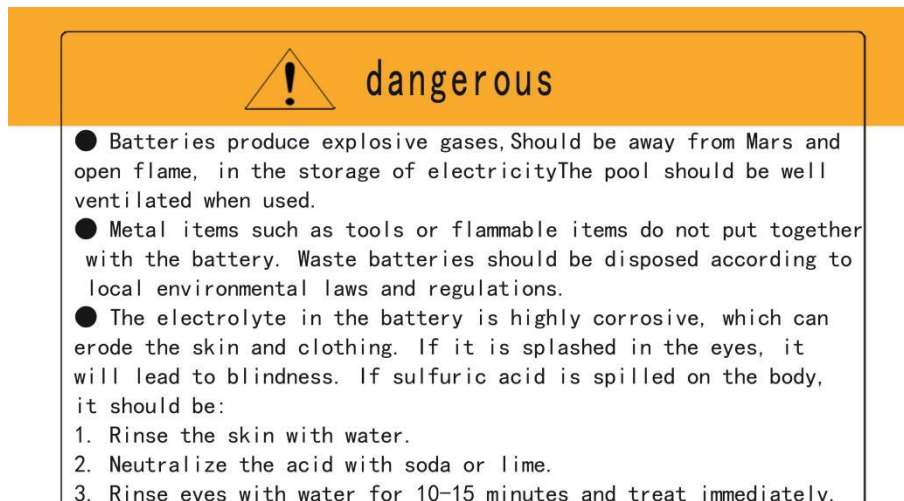 dangerous
● Batteries produce explosive gases,Should be away from Mars and
open flame, in the storage of electricityThe pool should be well
ventilated when used.
● Metal items such as tools or flammable items do not put together
with the battery. Waste batteries should be disposed according to
local environmental laws and regulations.
● The electrolyte in the battery is highly corrosive, which can
erode the skin and clothing. If it is splashed in the eyes, it
will lead to blindness. If sulfuric acid is spilled on the body,
it should be:
1. Rinse the skin with water.
2. Neutralize the acid with soda or lime.
3. Rinse eyes with water for 10-15 minutes and treat immediately.